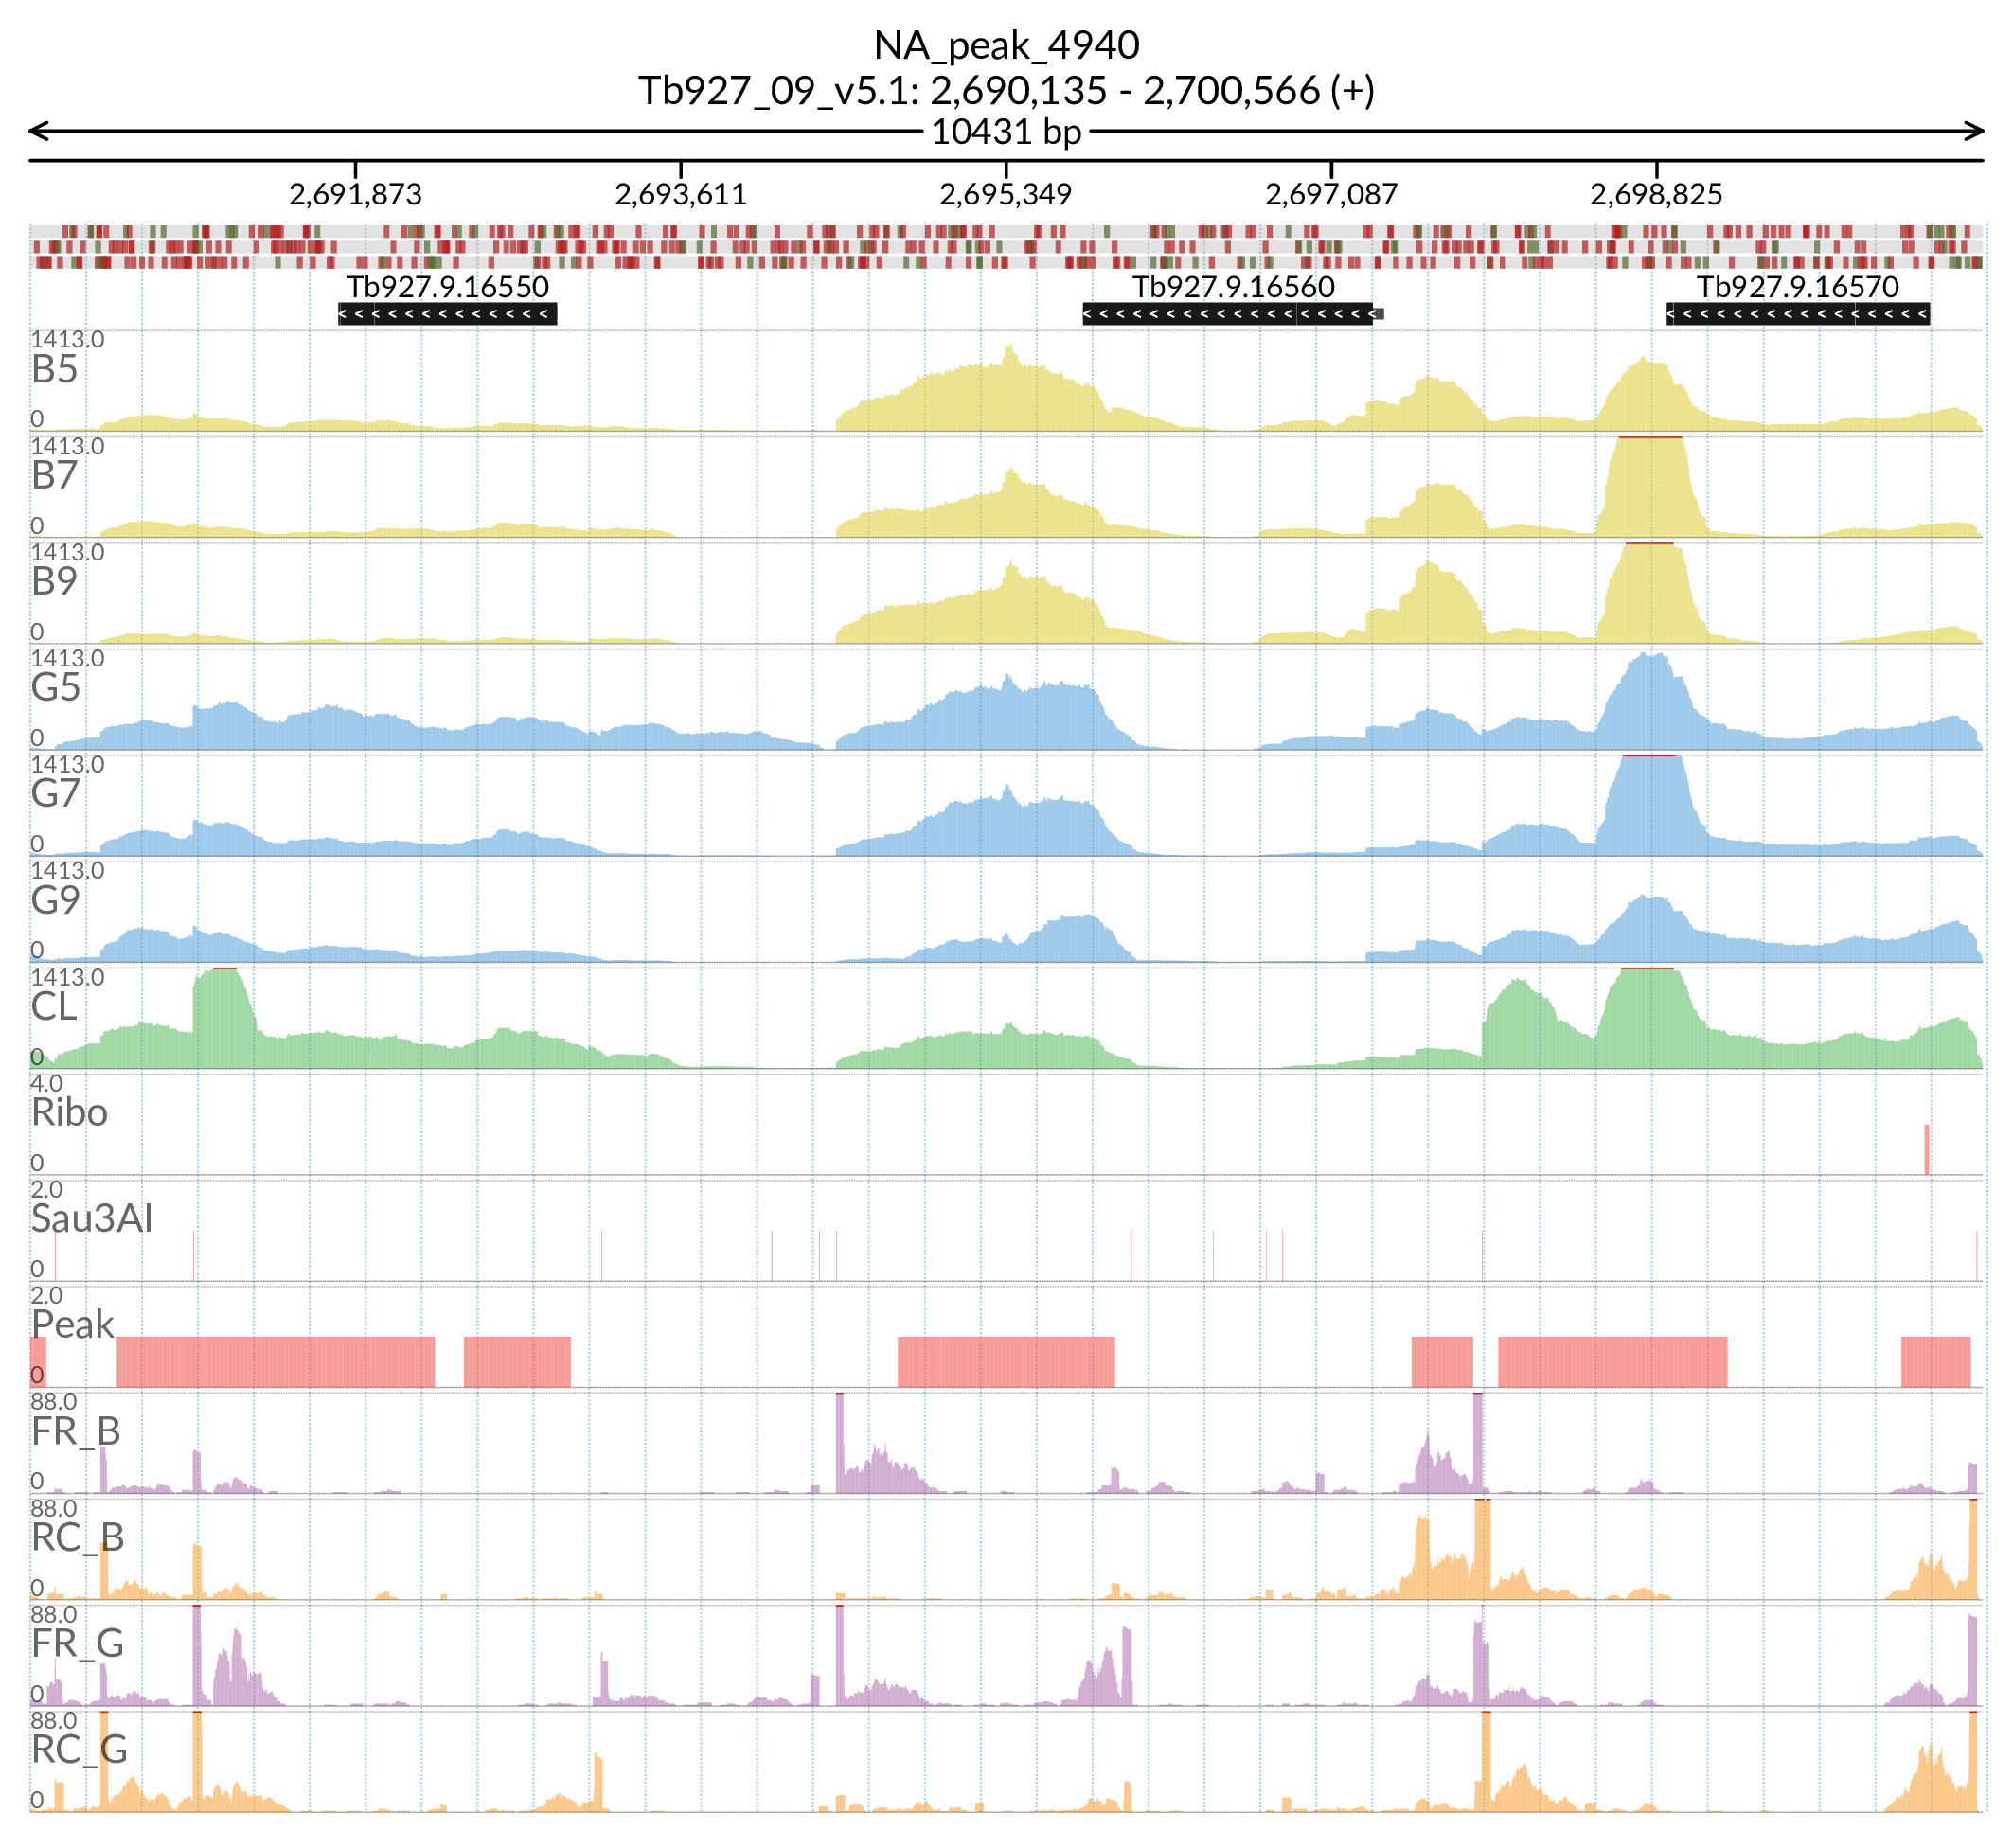 NA_peak_4940
Tb927_09_v5.1: 2,690,135 - 2,700,566 (+)
10431 bp
2,691,873 2,693,611 2,695,349 2,697,087 2,698,825
Tb927.9.16550 Tb927.9.16560 Tb927.9.16570
1413.0
B5
0
1413.0
B7
0
1413.0
B9
0
1413.0
G5
0
1413.0
G7
0
1413.0
G9
0
1413.0
CL
0
4.0
Ribo
0
2.0
Sau3AI
0
2.0
Peak
0
88.0
FR_B
0
88.0
RC_B
0
88.0
FR_G
0
88.0
RC_G
0